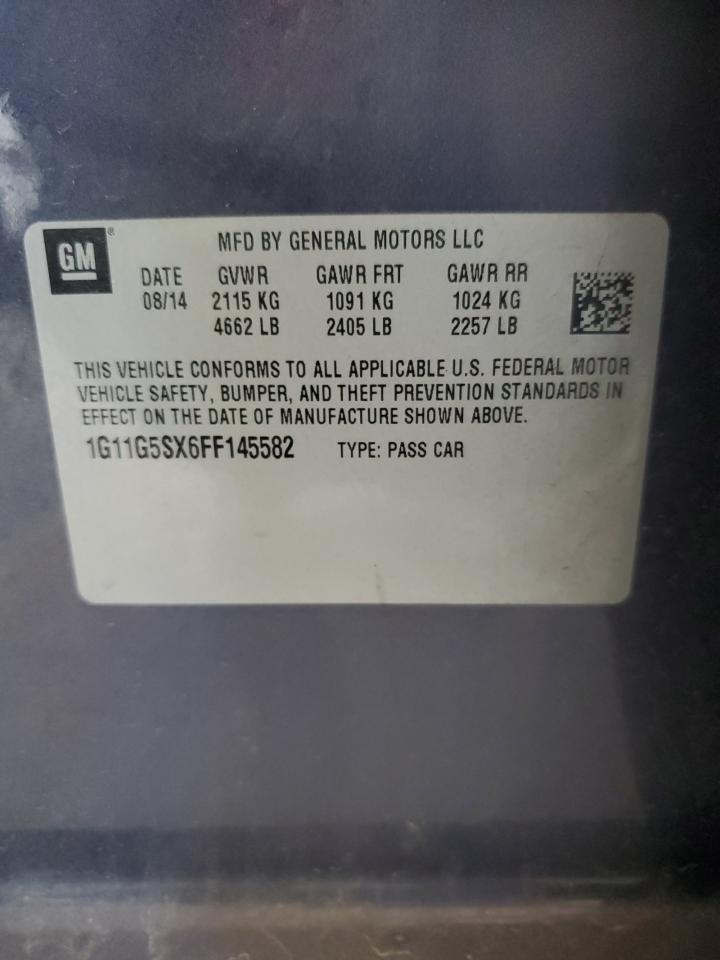 GM®
MFD BY GENERAL MOTORS LLC
DATE GVWR GAWR FRT GAWR RR
08/14 2115 KG 1091 KG 1024 KG
4662 LB 2405 LB 2257 LB
THIS VEHICLE CONFORMS TO ALL APPLICABLE U.S. FEDERAL MOTOR
VEHICLE SAFETY, BUMPER, AND THEFT PREVENTION STANDARDS IN
EFFECT ON THE DATE OF MANUFACTURE SHOWN ABOVE.
1G11G5SX6FF145582 TYPE: PASS CAR